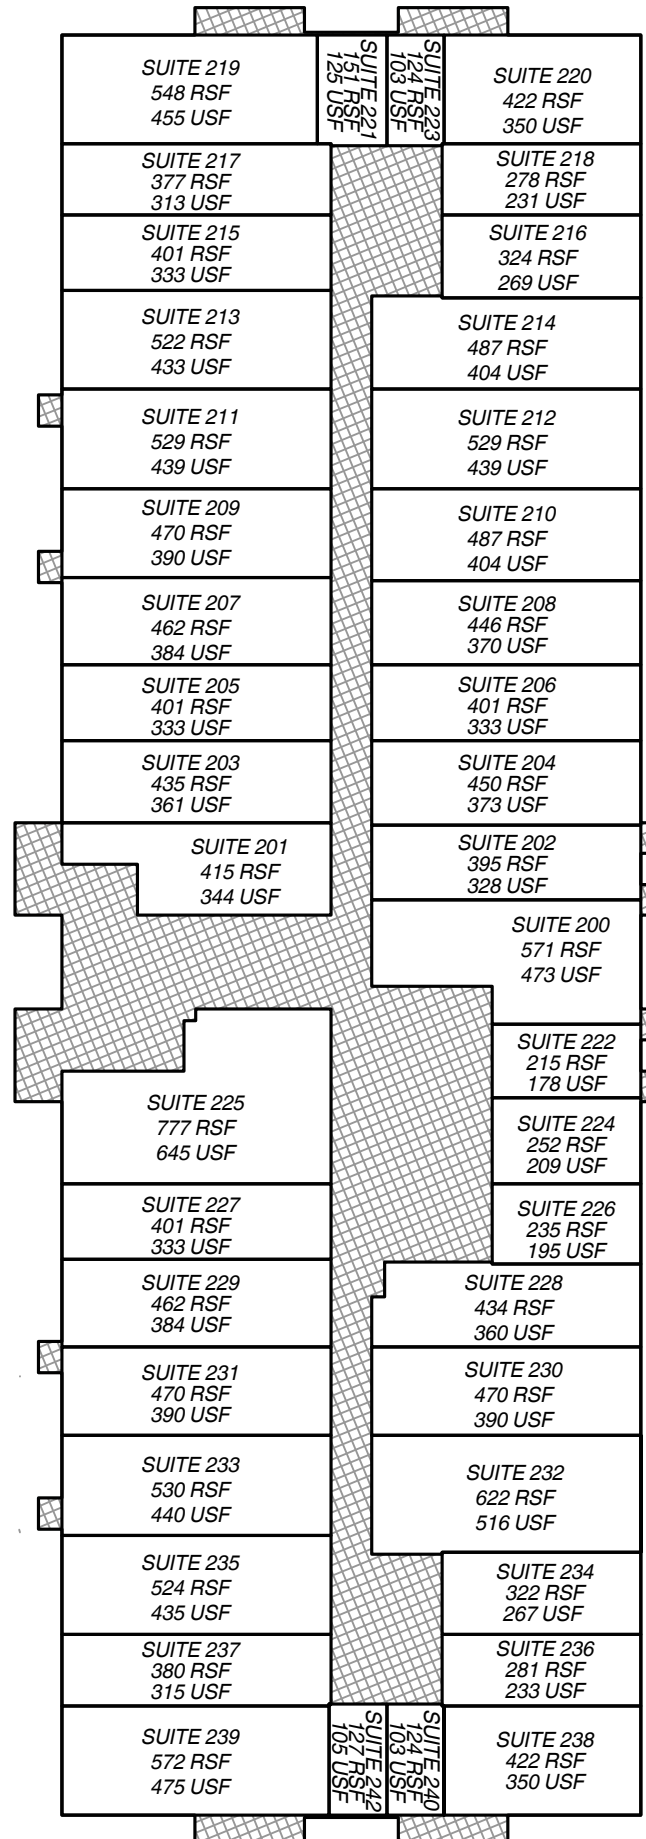 SUITE 219
548 RSF
455 USF
SUITE 221
151 RSF
125 USF
SUITE 223
124 RSF
103 USF
SUITE 220
422 RSF
350 USF
SUITE 217
377 RSF
313 USF
SUITE 218
278 RSF
231 USF
SUITE 215
401 RSF
333 USF
SUITE 216
324 RSF
269 USF
SUITE 213
522 RSF
433 USF
SUITE 214
487 RSF
404 USF
SUITE 211
529 RSF
439 USF
SUITE 212
529 RSF
439 USF
SUITE 209
470 RSF
390 USF
SUITE 210
487 RSF
404 USF
SUITE 207
462 RSF
384 USF
SUITE 208
446 RSF
370 USF
SUITE 205
401 RSF
333 USF
SUITE 206
401 RSF
333 USF
SUITE 203
435 RSF
361 USF
SUITE 204
450 RSF
373 USF
SUITE 201
415 RSF
344 USF
SUITE 202
395 RSF
328 USF
SUITE 200
571 RSF
473 USF
SUITE 222
215 RSF
178 USF
SUITE 225
777 RSF
645 USF
SUITE 224
252 RSF
209 USF
SUITE 227
401 RSF
333 USF
SUITE 226
235 RSF
195 USF
SUITE 229
462 RSF
384 USF
SUITE 228
434 RSF
360 USF
SUITE 231
470 RSF
390 USF
SUITE 230
470 RSF
390 USF
SUITE 233
530 RSF
440 USF
SUITE 232
622 RSF
516 USF
SUITE 235
524 RSF
435 USF
SUITE 234
322 RSF
267 USF
SUITE 237
380 RSF
315 USF
SUITE 236
281 RSF
233 USF
SUITE 239
572 RSF
475 USF
SUITE 242
127 RSF
105 USF
SUITE 240
124 RSF
103 USF
SUITE 238
422 RSF
350 USF